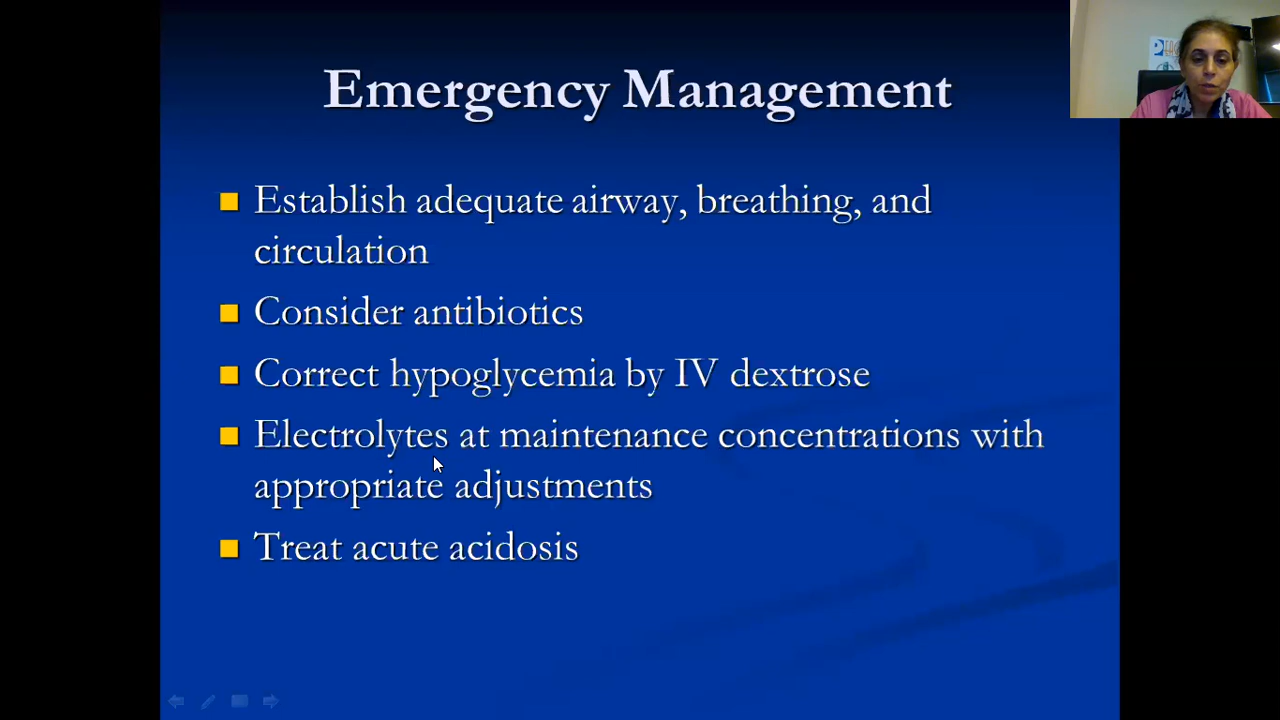 Emergency Management
Establish adequate airway, breathing, and
circulation
Consider antibiotics
Correct hypoglycemia by IV dextrose
Electrolytes at maintenance concentrations with
appropriate adjustments
Treat acute acidosis